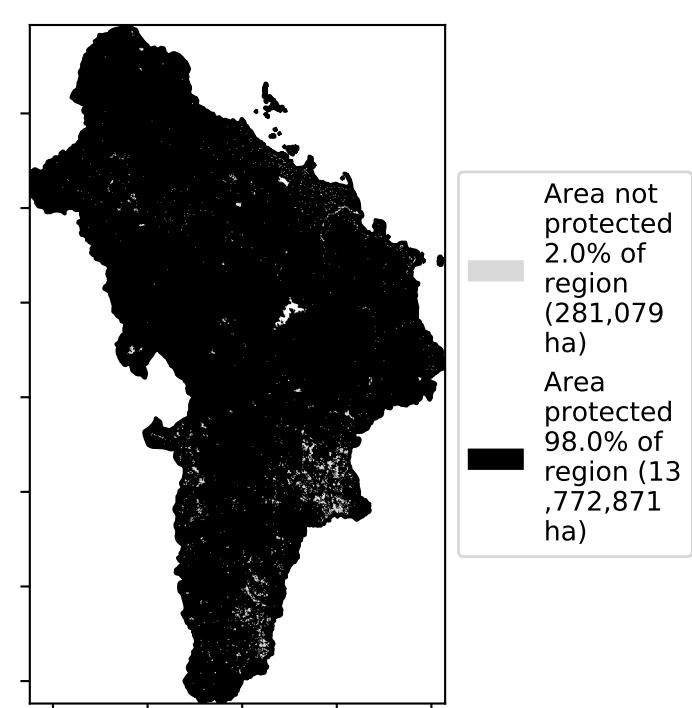 Area not
protected
2.0% of
region
(281,079
ha)
Area
protected
98.0% of
region (13
,772,871
ha)